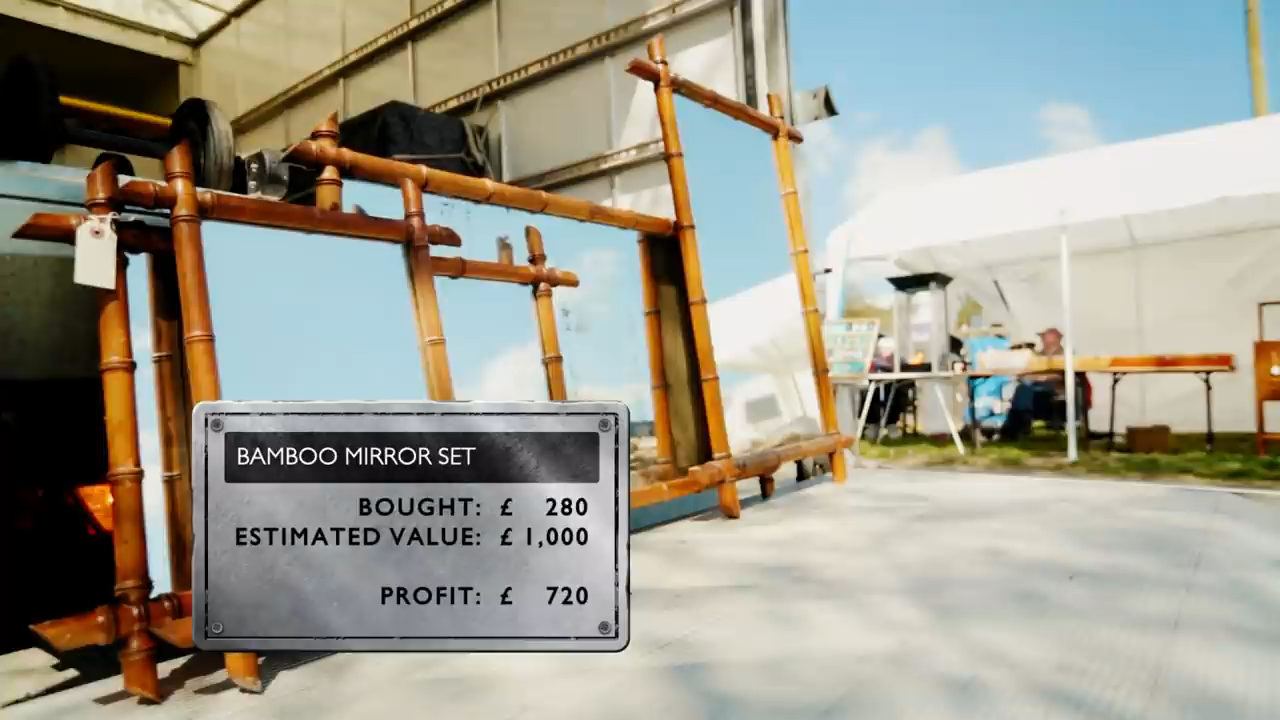 BAMBOO MIRROR SET
BOUGHT: £ 280
ESTIMATED VALUE: £ 1,000
PROFIT: £ 720